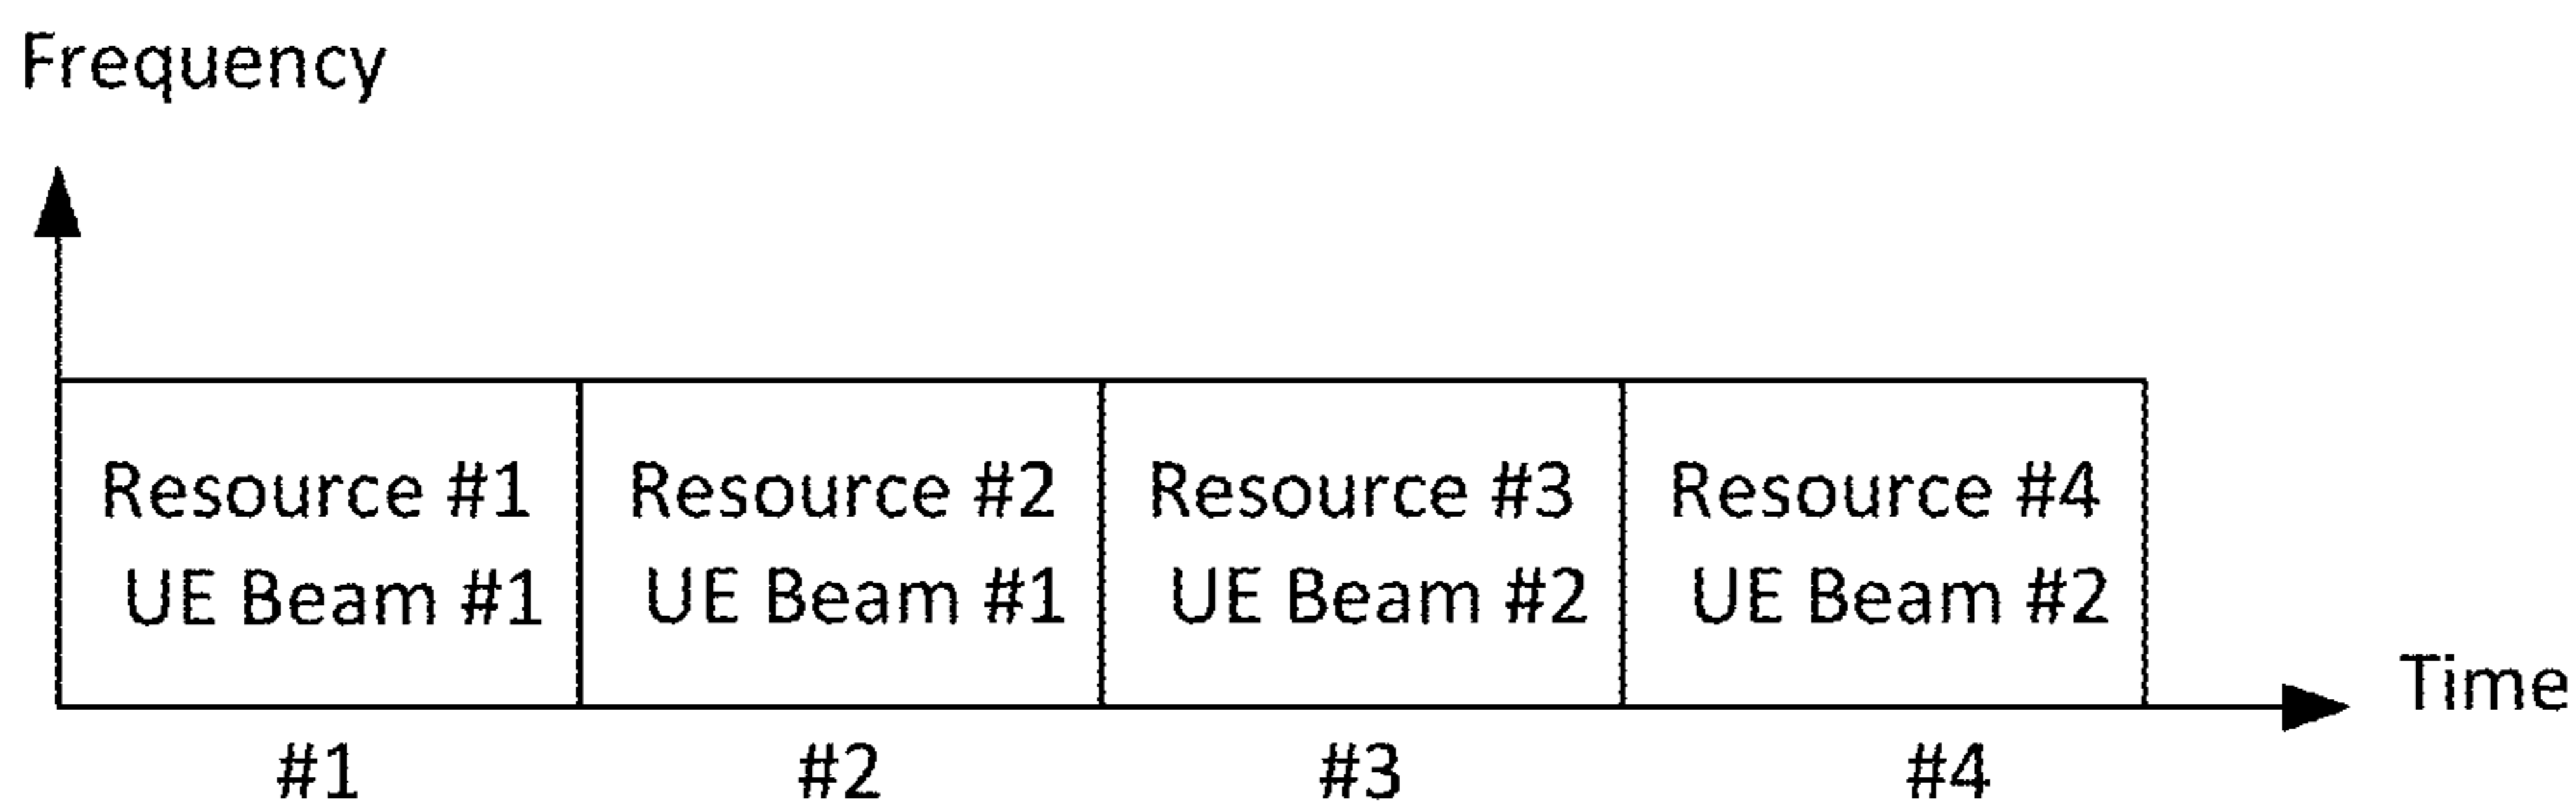 Frequency
Resource #1
UE Beam #1
Resource #2
UE Beam #1
Resource #3
UE Beam #2
Resource #4
UE Beam #2
Time
#1
#2
#3
#4